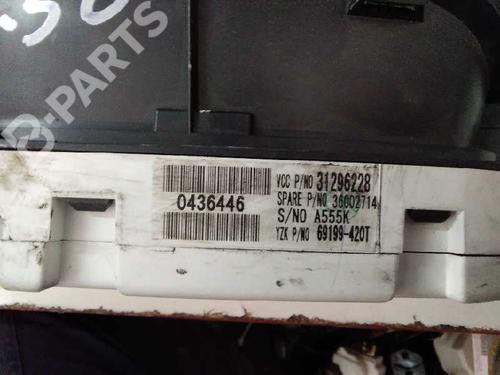 B-PARTS
0436446
VCC P/NO 31296228
SPARE P/NO 36002714
S/NO A555K
YZK P/NO 69199-420T